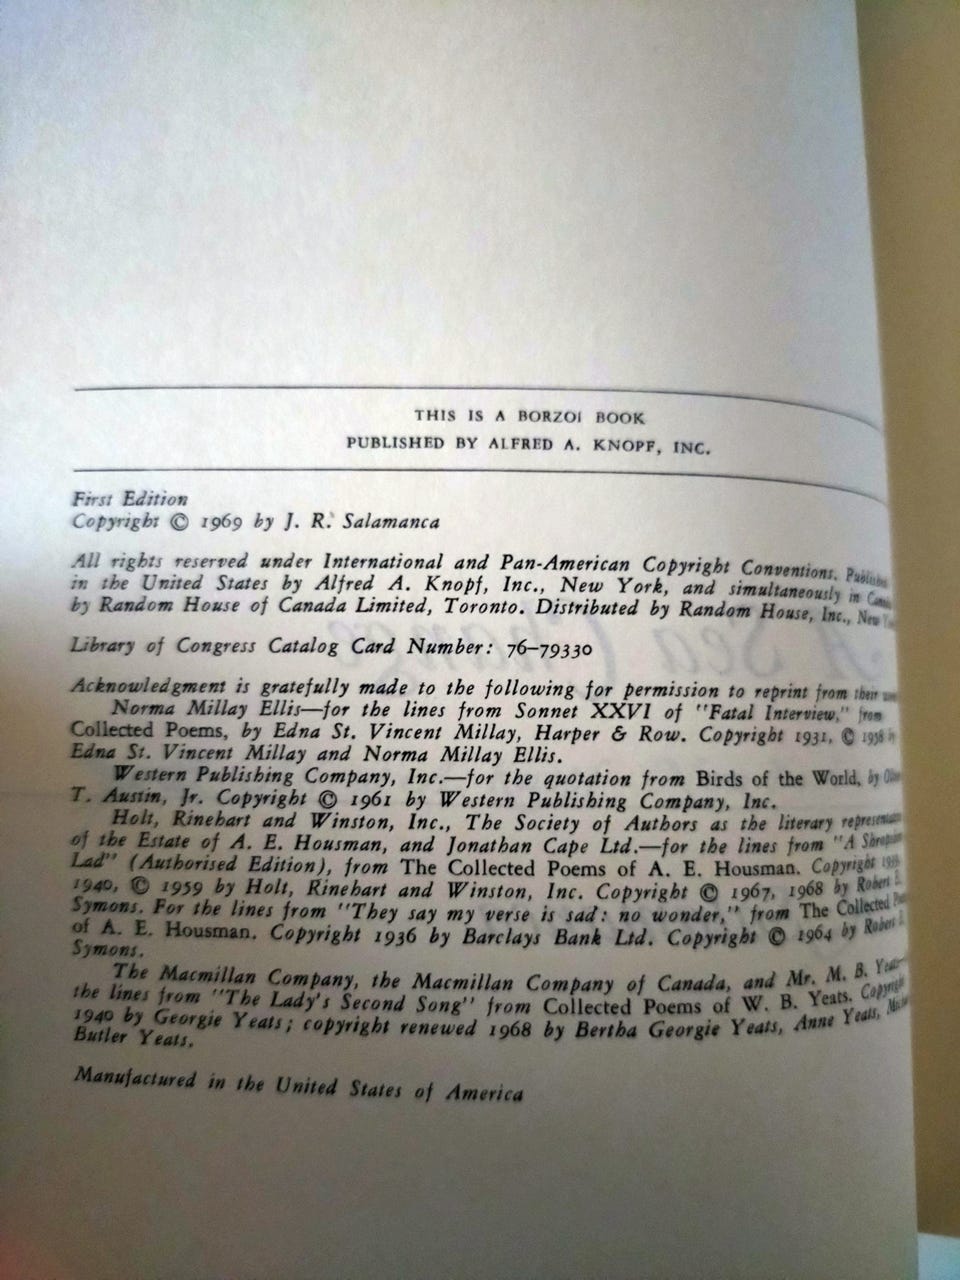 THIS IS A BORZOI BOOK
PUBLISHED BY ALFRED A. KNOPF, INC.
First Edition
Copyright © 1969 by J. R. Salamanca
All rights reserved under International and Pan-American Copyright Conventions. Published
in the United States by Alfred A. Knopf, Inc., New York, and simultaneously in
by Random House of Canada Limited, Toronto. Distributed by Random House, Inc., New
Library of Congress Catalog Card Number: 76–79330
Acknowledgment is gratefully made to the following for permission to reprint from their
Norma Millay Ellis—for the lines from Sonnet XXVI of "Fatal Interview," from
Collected Poems, by Edna St. Vincent Millay, Harper & Row. Copyright 1931, © 1958
Edna St. Vincent Millay and Norma Millay Ellis.
Western Publishing Company, Inc.—for the quotation from Birds of the World, by
T. Austin, Jr. Copyright © 1961 by Western Publishing Company, Inc.
Holt, Rinehart and Winston, Inc., The Society of Authors as the literary
of the Estate of A. E. Housman, and Jonathan Cape Ltd.—for the lines from "A
Lad" (Authorised Edition), from The Collected Poems of A. E. Housman. Copyright
1940, © 1959 by Holt, Rinehart and Winston, Inc. Copyright © 1967, 1968 by Robert
Symons. For the lines from "They say my verse is sad: no wonder," from The Collected
of A. E. Housman. Copyright 1936 by Barclays Bank Ltd. Copyright © 1964 by Robert
Symons.
The Macmillan Company, the Macmillan Company of Canada, and Mr. M. B.
the lines from "The Lady's Second Song" from Collected Poems of W. B. Yeats. Copyright
1940 by Georgie Yeats; copyright renewed 1968 by Bertha Georgie Yeats, Anne Yeats,
Butler Yeats.
Manufactured in the United States of America